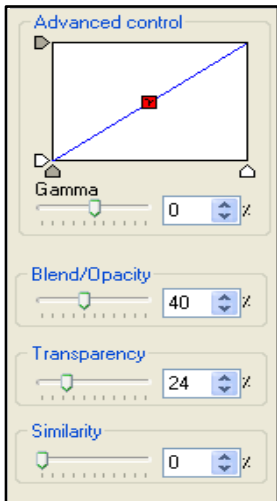 Advanced control
γ
Gamma
0 %
Blend/Opacity
40 %
Transparency
24 %
Similarity
0 %